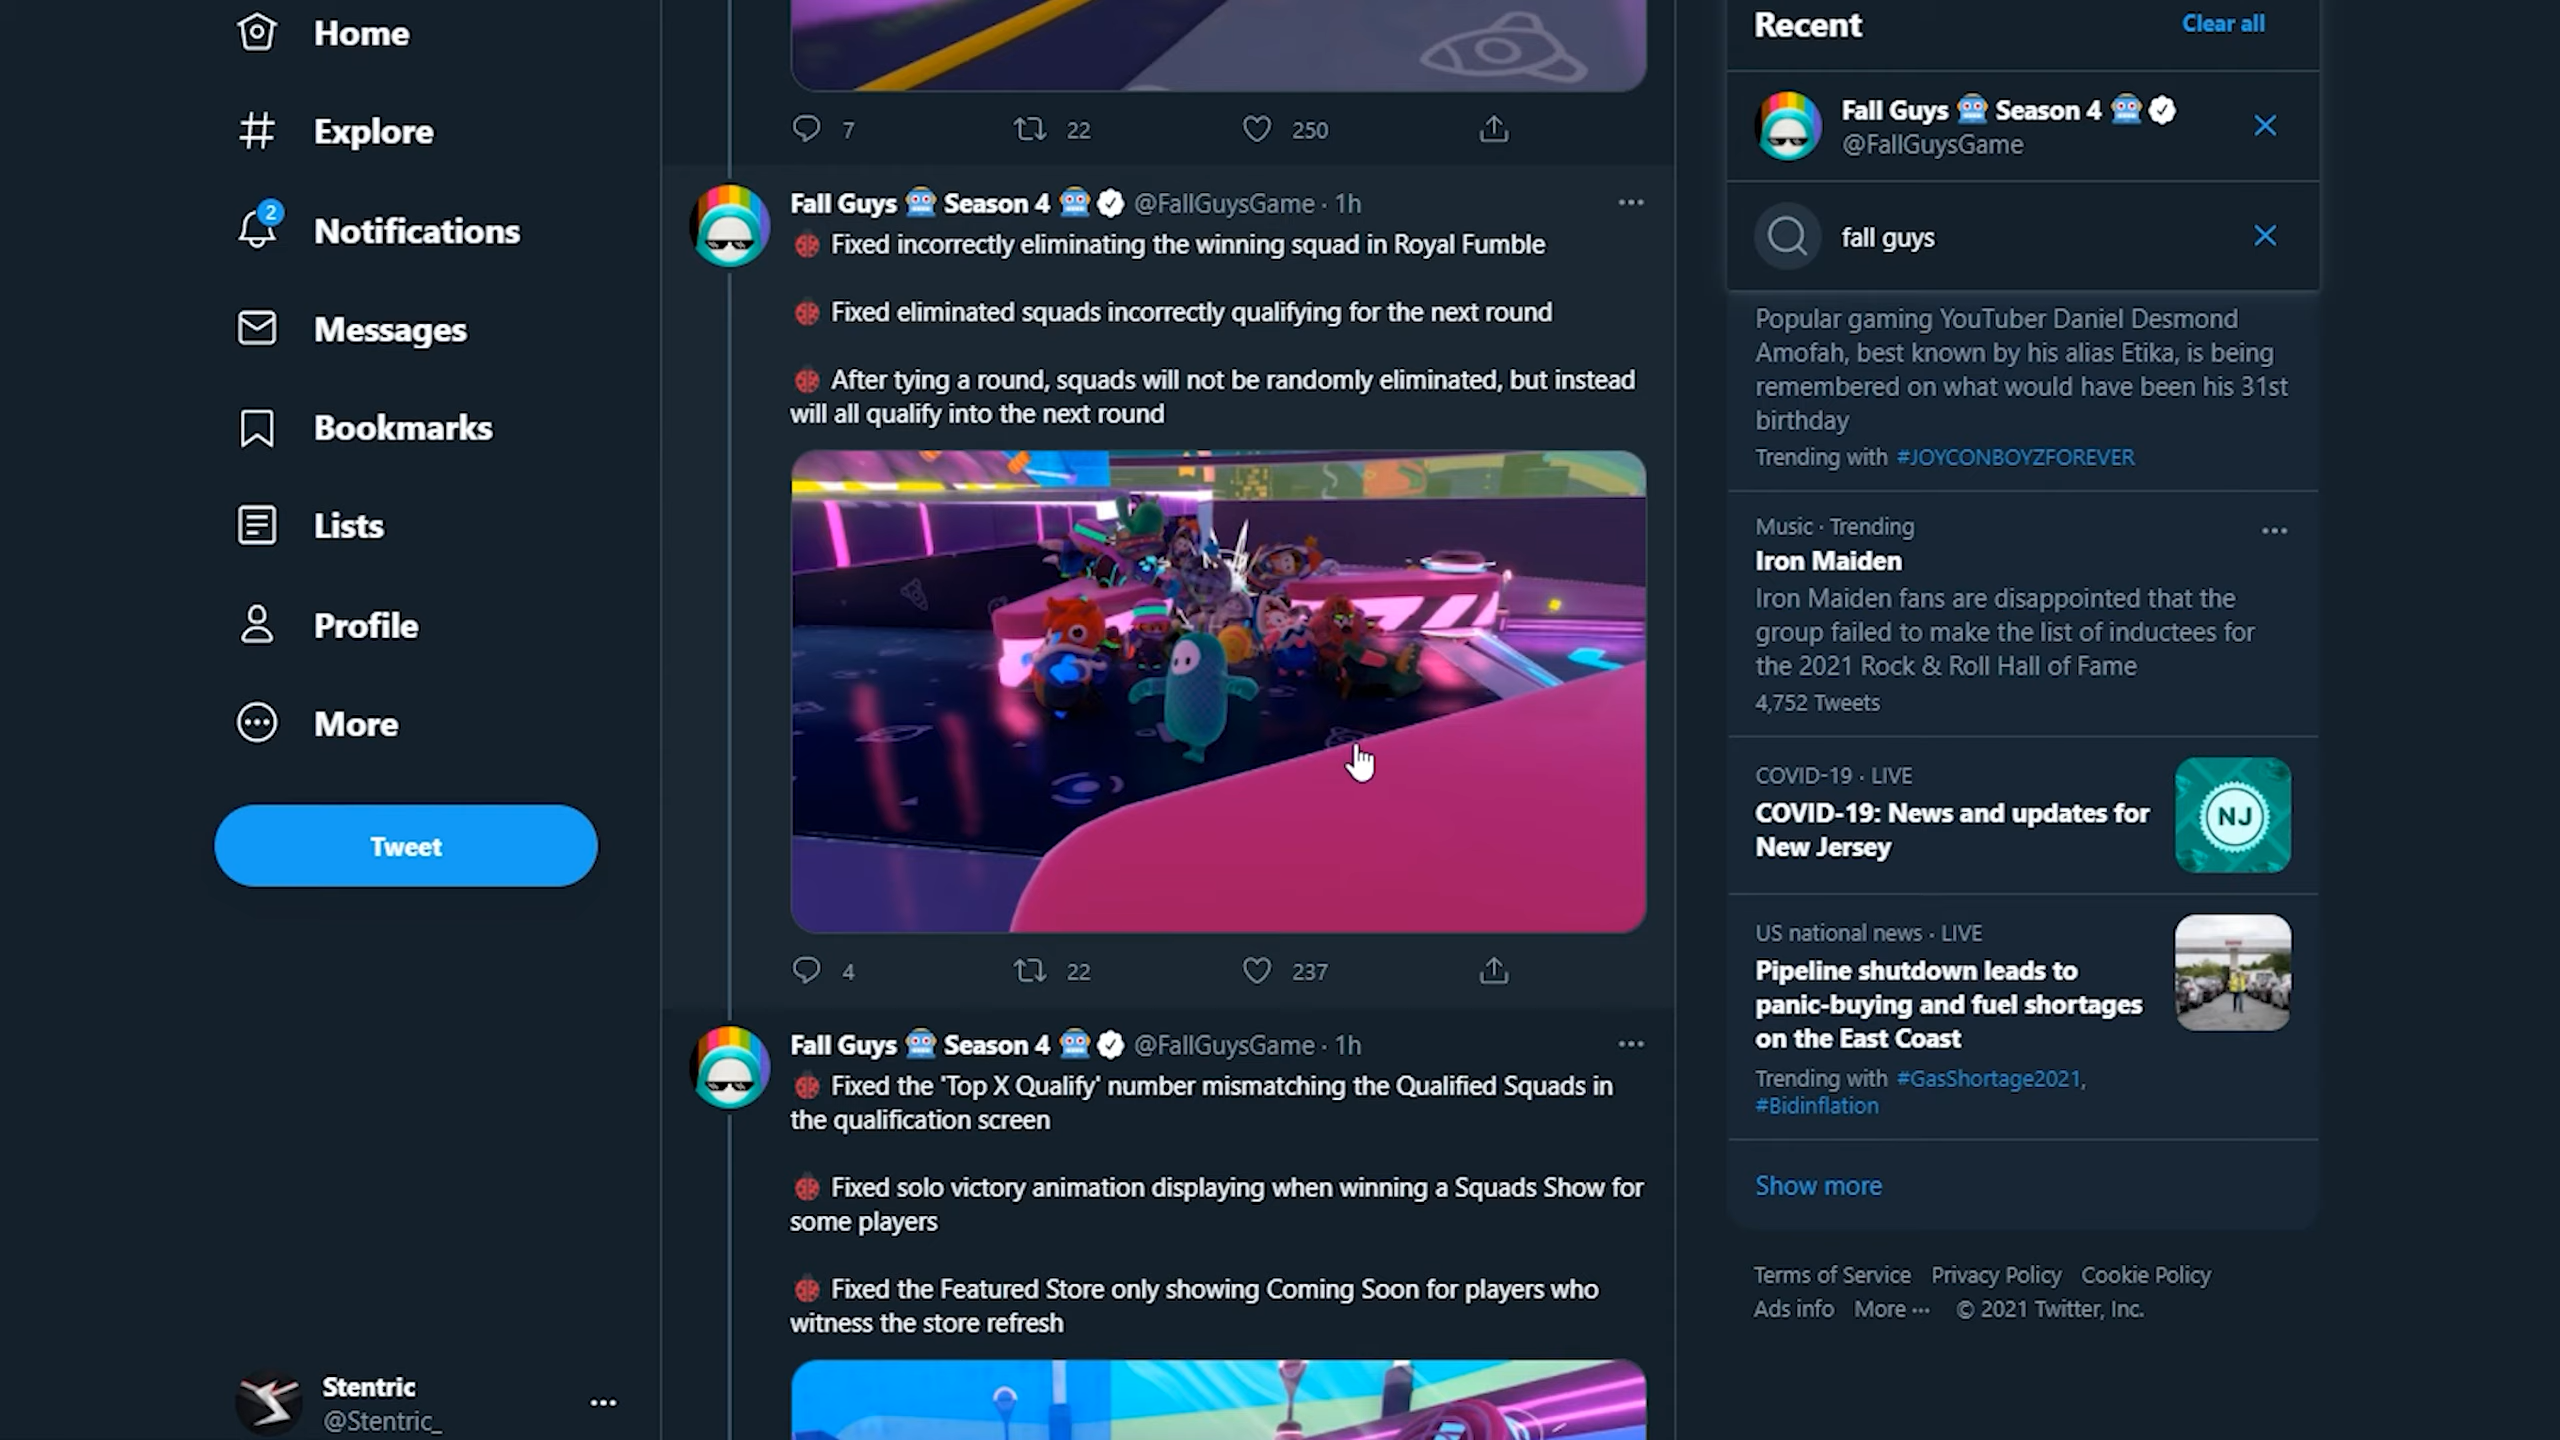 Home
Explore
2
Notifications
Messages
Bookmarks
Lists
Profile
More
Tweet
Stentric
@Stentric_
7 22 250
Fall Guys 🤖 Season 4 🤖 @FallGuysGame · 1h
🐞 Fixed incorrectly eliminating the winning squad in Royal Fumble
🐞 Fixed eliminated squads incorrectly qualifying for the next round
🐞 After tying a round, squads will not be randomly eliminated, but instead
will all qualify into the next round
4 22 237
Fall Guys 🤖 Season 4 🤖 @FallGuysGame · 1h
🐞 Fixed the 'Top X Qualify' number mismatching the Qualified Squads in
the qualification screen
🐞 Fixed solo victory animation displaying when winning a Squads Show for
some players
🐞 Fixed the Featured Store only showing Coming Soon for players who
witness the store refresh
Recent Clear all
Fall Guys 🤖 Season 4 🤖
@FallGuysGame
fall guys
Popular gaming YouTuber Daniel Desmond
Amofah, best known by his alias Etika, is being
remembered on what would have been his 31st
birthday
Trending with #JOYCONBOYZFOREVER
Music · Trending
Iron Maiden
Iron Maiden fans are disappointed that the
group failed to make the list of inductees for
the 2021 Rock & Roll Hall of Fame
4,752 Tweets
COVID-19 · LIVE
COVID-19: News and updates for
New Jersey
NJ
US national news · LIVE
Pipeline shutdown leads to
panic-buying and fuel shortages
on the East Coast
Trending with #GasShortage2021,
#Bidinflation
Show more
Terms of Service Privacy Policy Cookie Policy
Ads info More ··· © 2021 Twitter, Inc.